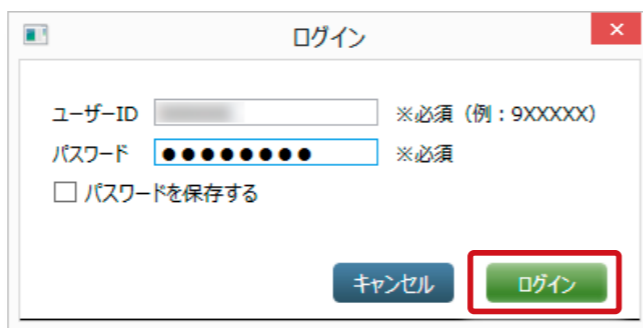 ログイン
ユーザーID ※必須（例：9XXXXX）
パスワード ●●●●●●●● ※必須
パスワードを保存する
キャンセル ログイン